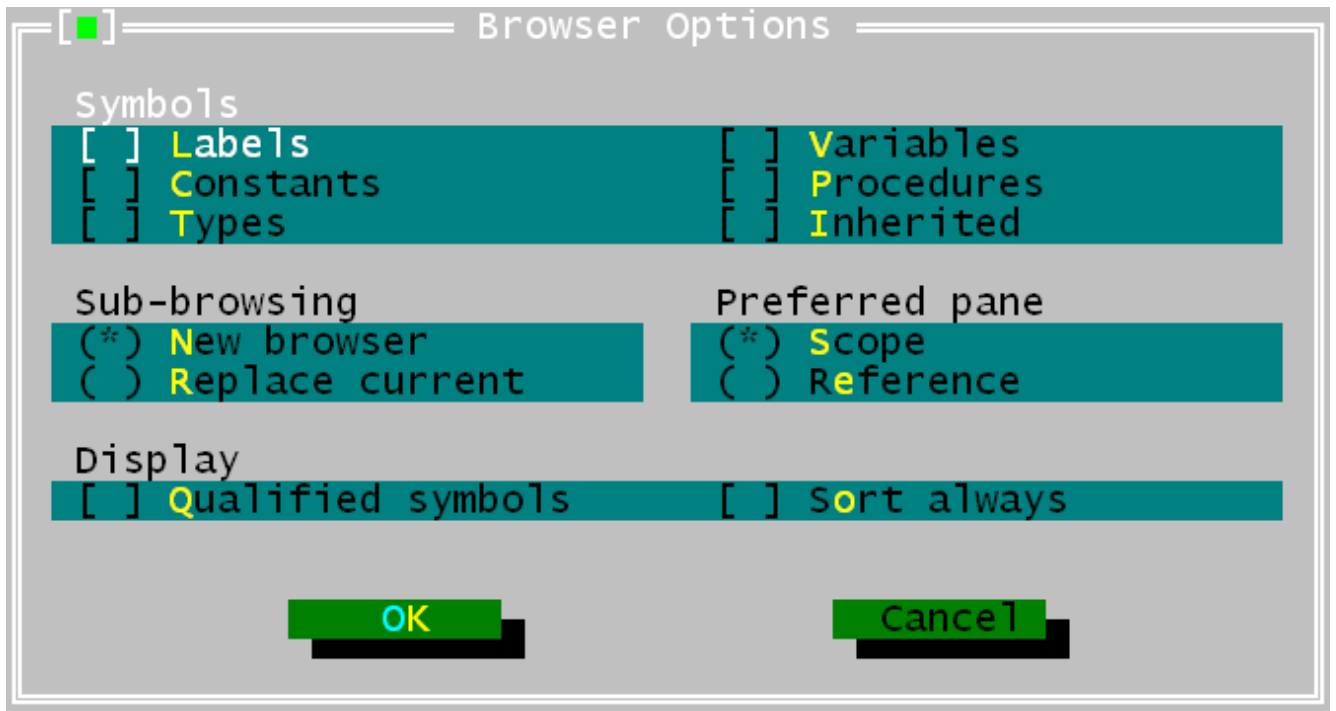 [■] Browser Options
Symbols
[ ] Labels [ ] Variables
[ ] Constants [ ] Procedures
[ ] Types [ ] Inherited
Sub-browsing Preferred pane
(*) New browser (*) Scope
( ) Replace current ( ) Reference
Display
[ ] Qualified symbols [ ] Sort always
OK Cancel